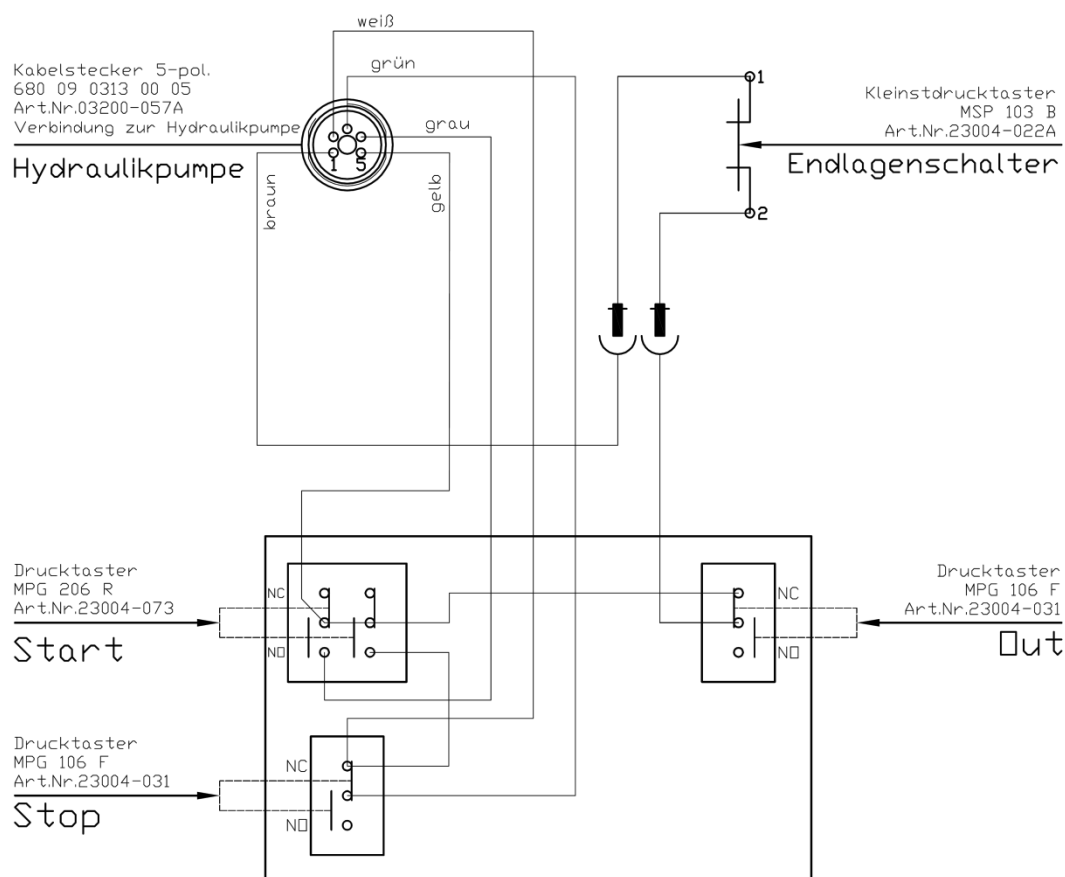 weiß
grün
grau
gelb
braun
Kabelstecker 5-pol.
680 09 0313 00 05
Art.Nr.03200-057A
Verbindung zur Hydraulikpumpe
Hydraulikpumpe
1
5
1
2
Kleinstdrucktaster
MSP 103 B
Art.Nr.23004-022A
Endlagenschalter
Drucktaster
MPG 206 R
Art.Nr.23004-073
Start
NC
NO
Drucktaster
MPG 106 F
Art.Nr.23004-031
Out
NC
NO
Drucktaster
MPG 106 F
Art.Nr.23004-031
Stop
NC
NO